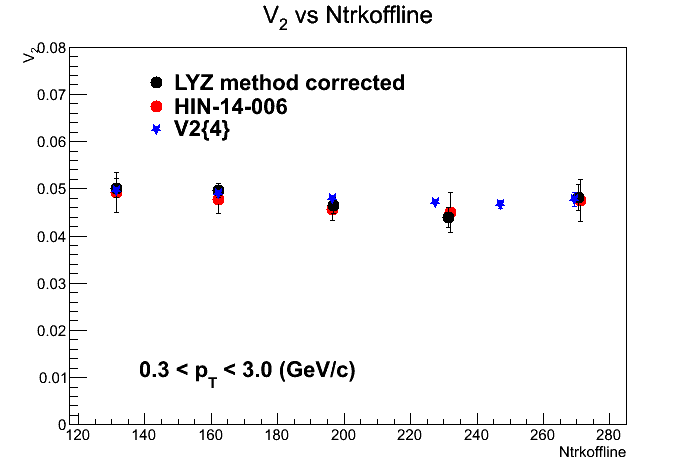 V2 vs Ntrkoffline
V2
0.08
0.07
0.06
0.05
0.04
0.03
0.02
0.01
0
LYZ method corrected
HIN-14-006
V2{4}
0.3 < pT < 3.0 (GeV/c)
120 140 160 180 200 220 240 260 280
Ntrkoffline